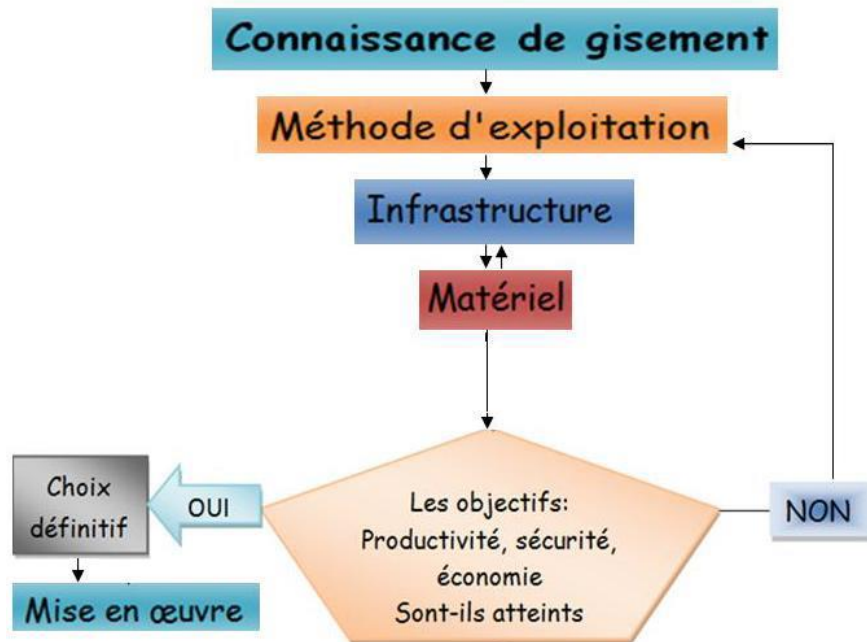 Connaissance de gisement
Méthode d'exploitation
Infrastructure
Matériel
Les objectifs:
Productivité, sécurité,
économie
Sont-ils atteints
OUI
NON
Choix
définitif
Mise en œuvre